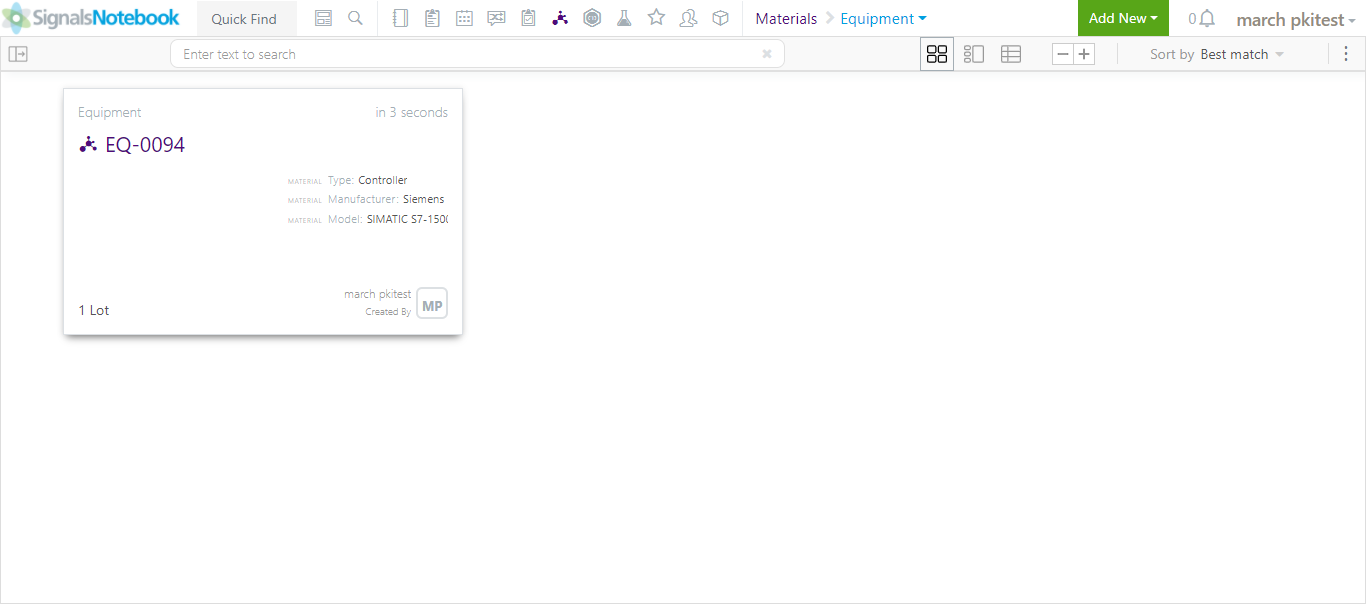 SignalsNotebook Quick Find Materials Equipment Add New 0 march pkitest
Enter text to search Sort by Best match
Equipment in 3 seconds
EQ-0094
MATERIAL Type: Controller
MATERIAL Manufacturer: Siemens
MATERIAL Model: SIMATIC S7-1500
march pkitest
Created By
MP
1 Lot